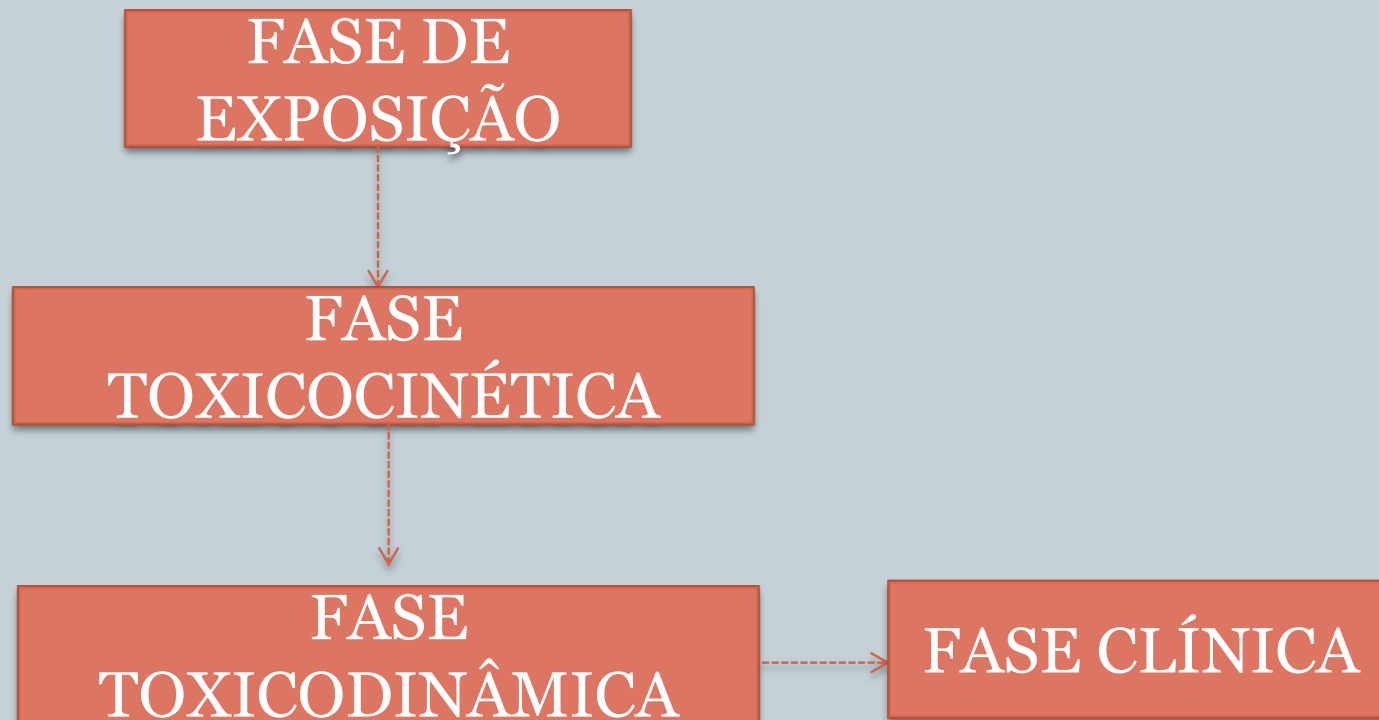 FASE DE
EXPOSIÇÃO
FASE
TOXICOCINÉTICA
FASE
TOXICODINÂMICA
FASE CLÍNICA